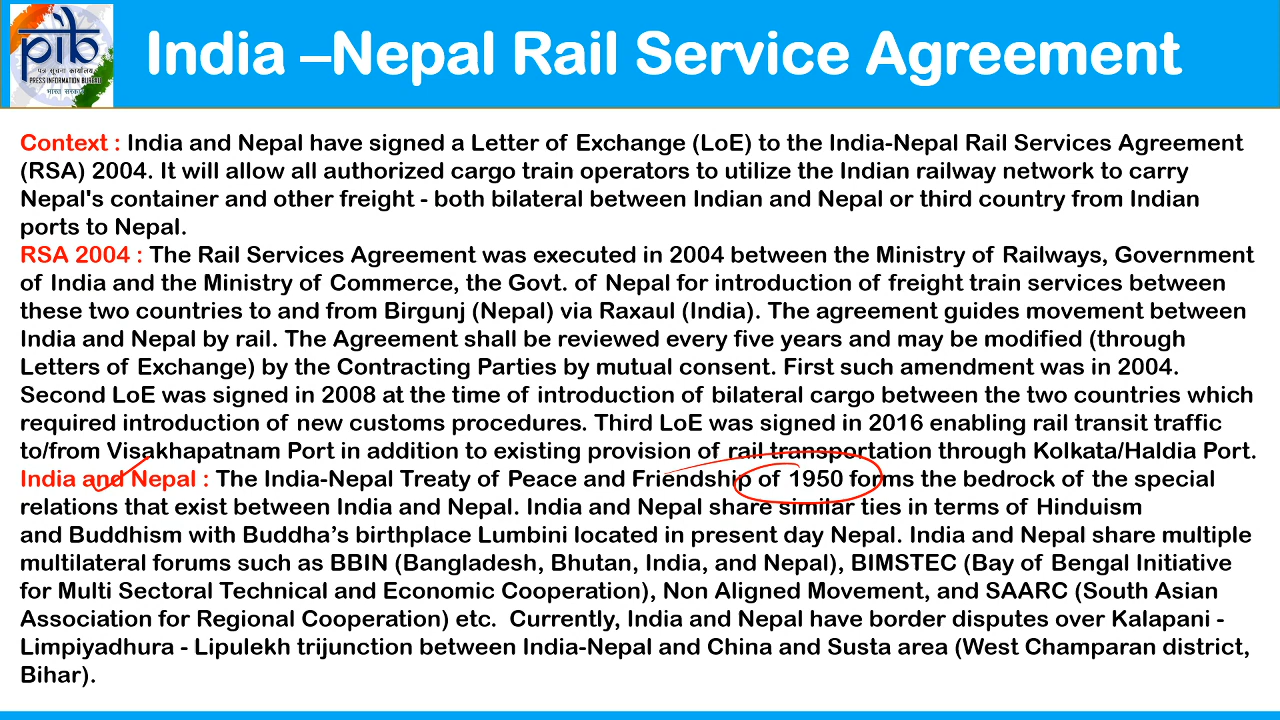 pib
पत्र सूचना कार्यालय
PRESS INFORMATION BUREAU
भारत सरकार
India –Nepal Rail Service Agreement
Context : India and Nepal have signed a Letter of Exchange (LoE) to the India-Nepal Rail Services Agreement
(RSA) 2004. It will allow all authorized cargo train operators to utilize the Indian railway network to carry
Nepal's container and other freight - both bilateral between Indian and Nepal or third country from Indian
ports to Nepal.
RSA 2004 : The Rail Services Agreement was executed in 2004 between the Ministry of Railways, Government
of India and the Ministry of Commerce, the Govt. of Nepal for introduction of freight train services between
these two countries to and from Birgunj (Nepal) via Raxaul (India). The agreement guides movement between
India and Nepal by rail. The Agreement shall be reviewed every five years and may be modified (through
Letters of Exchange) by the Contracting Parties by mutual consent. First such amendment was in 2004.
Second LoE was signed in 2008 at the time of introduction of bilateral cargo between the two countries which
required introduction of new customs procedures. Third LoE was signed in 2016 enabling rail transit traffic
to/from Visakhapatnam Port in addition to existing provision of rail transportation through Kolkata/Haldia Port.
India and Nepal : The India-Nepal Treaty of Peace and Friendship of 1950 forms the bedrock of the special
relations that exist between India and Nepal. India and Nepal share similar ties in terms of Hinduism
and Buddhism with Buddha’s birthplace Lumbini located in present day Nepal. India and Nepal share multiple
multilateral forums such as BBIN (Bangladesh, Bhutan, India, and Nepal), BIMSTEC (Bay of Bengal Initiative
for Multi Sectoral Technical and Economic Cooperation), Non Aligned Movement, and SAARC (South Asian
Association for Regional Cooperation) etc.  Currently, India and Nepal have border disputes over Kalapani -
Limpiyadhura - Lipulekh trijunction between India-Nepal and China and Susta area (West Champaran district,
Bihar).